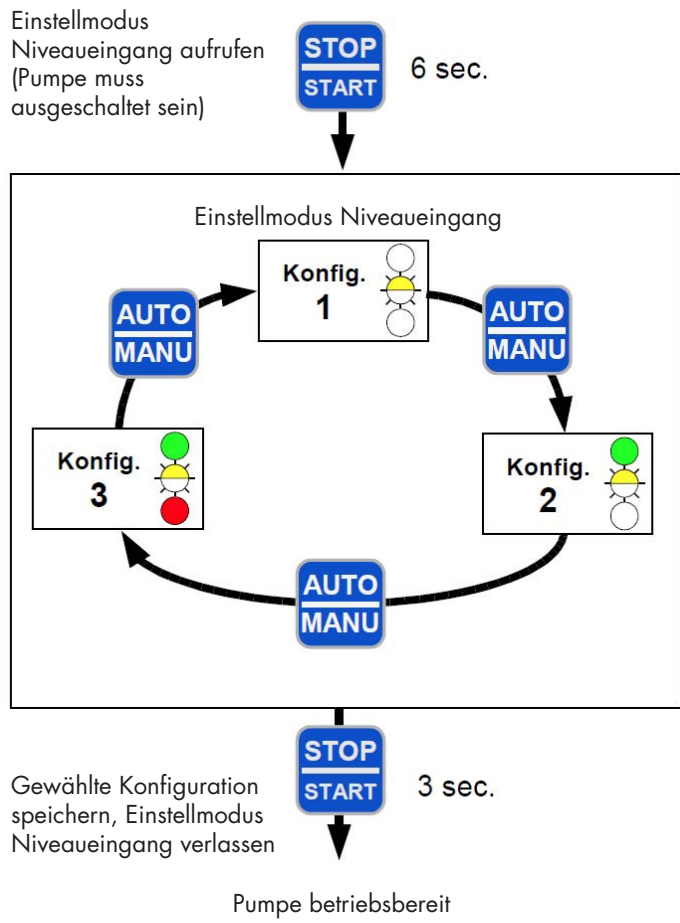 Einstellmodus
Niveaueingang aufrufen
(Pumpe muss
ausgeschaltet sein)
STOP
START
6 sec.
Einstellmodus Niveaueingang
Konfig.
1
AUTO
MANU
AUTO
MANU
Konfig.
3
Konfig.
2
AUTO
MANU
STOP
START
3 sec.
Gewählte Konfiguration
speichern, Einstellmodus
Niveaueingang verlassen
Pumpe betriebsbereit